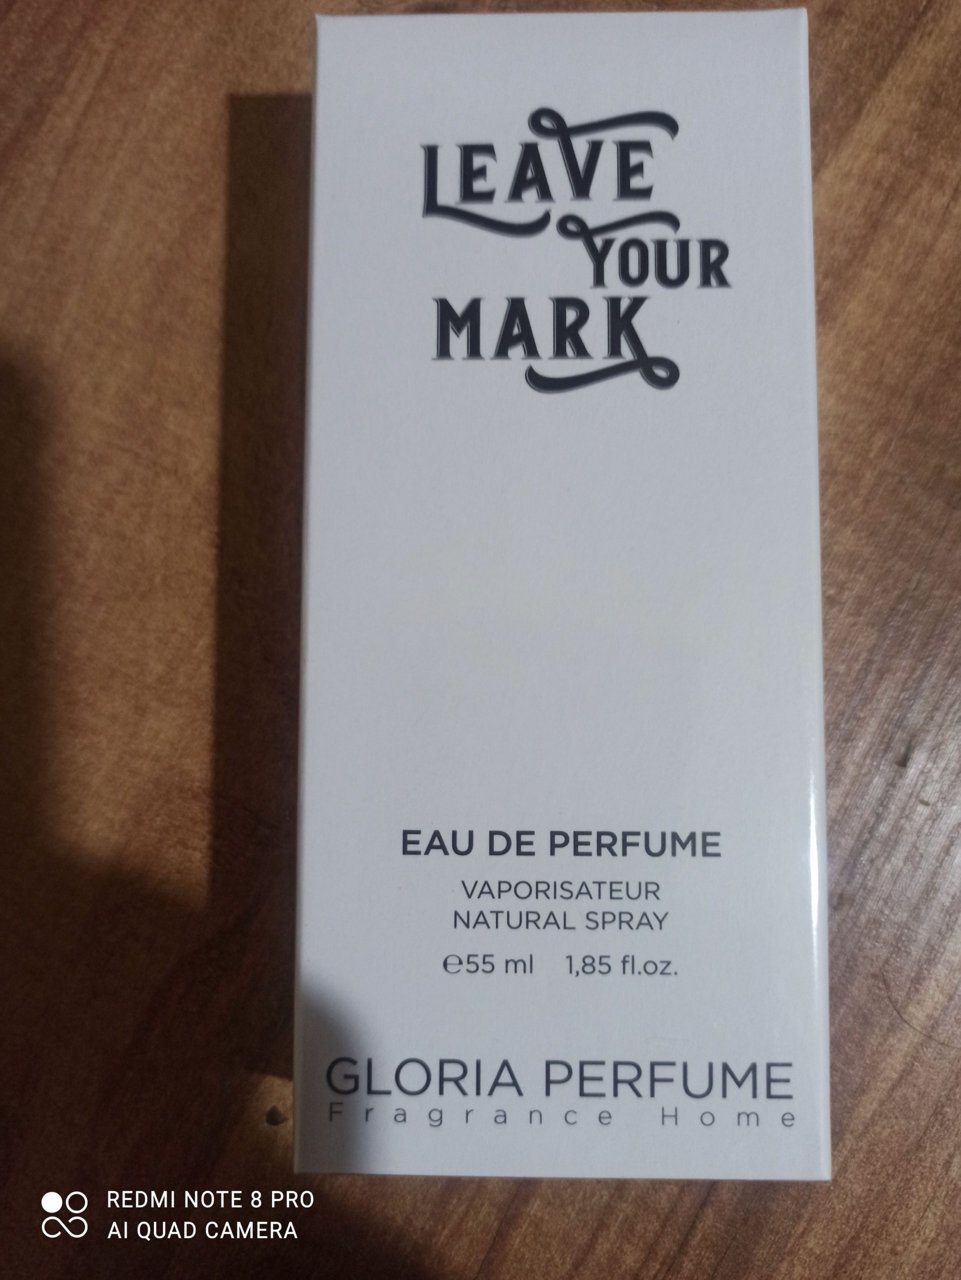 LEAVE
YOUR
MARK
EAU DE PERFUME
VAPORISATEUR
NATURAL SPRAY
℮55 ml 1,85 fl.oz.
GLORIA PERFUME
Fragrance Home
REDMI NOTE 8 PRO
AI QUAD CAMERA